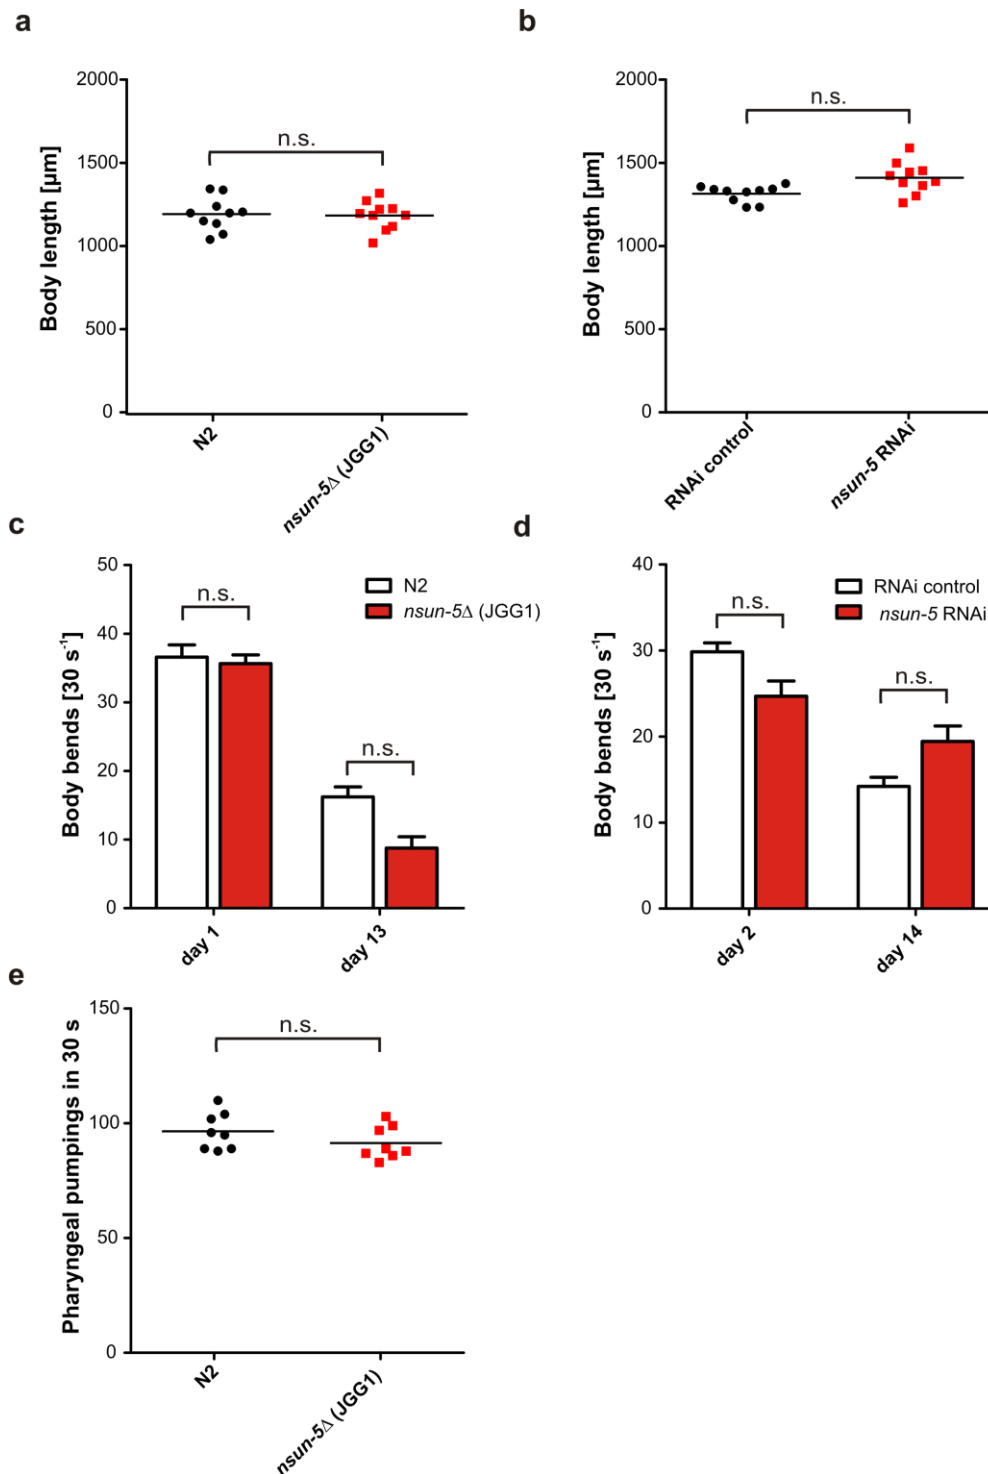 a
2000
1500
1000
500
0
Body length [µm]
n.s.
N2
nsun-5Δ (JGG1)
b
2000
1500
1000
500
0
Body length [µm]
n.s.
RNAi control
nsun-5 RNAi
c
50
40
30
20
10
0
Body bends [30 s⁻¹]
n.s.
n.s.
N2
nsun-5Δ (JGG1)
day 1
day 13
d
40
30
20
10
0
Body bends [30 s⁻¹]
n.s.
n.s.
RNAi control
nsun-5 RNAi
day 2
day 14
e
150
100
50
0
Pharyngeal pumpings in 30 s
n.s.
N2
nsun-5Δ (JGG1)